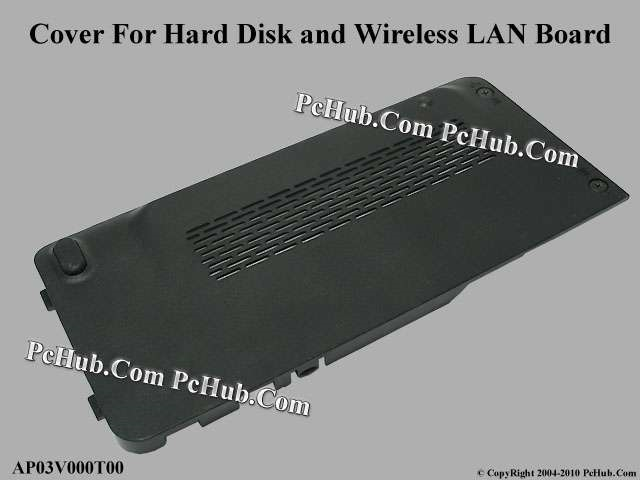 Cover For Hard Disk and Wireless LAN Board
PcHub.Com PcHub.Com
PcHub.Com PcHub.Com
AP03V000T00
© CopyRight 2004-2010 PcHub.Com